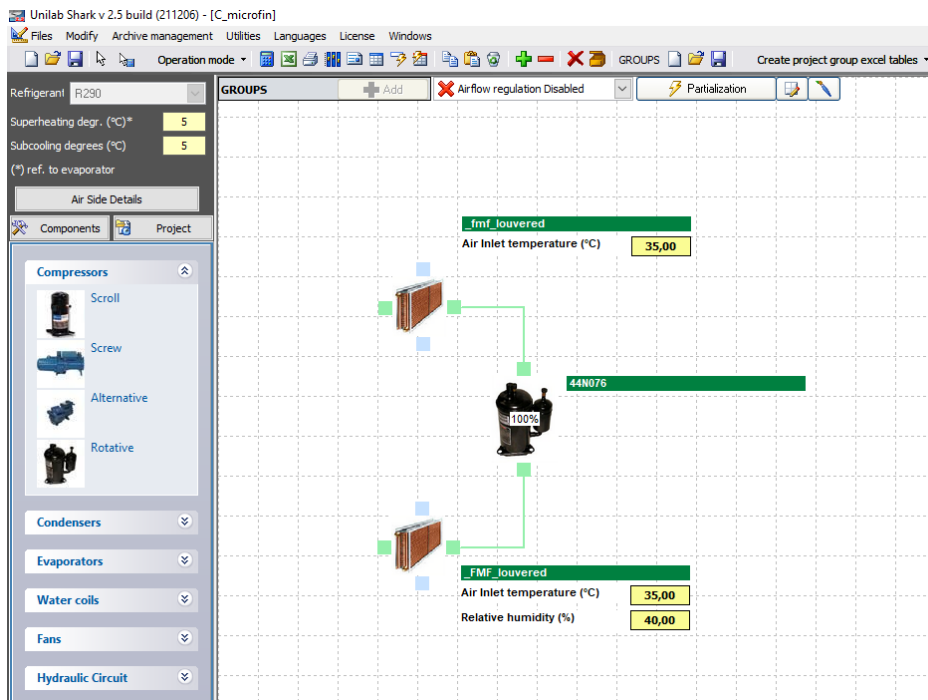 Unilab Shark v 2.5 build (211206) - [C_microfin]
Files Modify Archive management Utilities Languages License Windows
Operation mode GROUPS Create project group excel tables
Refrigerant R290
GROUPS Add Airflow regulation Disabled Partialization
Superheating degr. (°C)* 5
Subcooling degrees (°C) 5
(*) ref. to evaporator
Air Side Details
Components Project
_fmf_louvered
Air Inlet temperature (°C) 35,00
Compressors
Scroll
Screw
Alternative
Rotative
44N076
100%
Condensers
Evaporators
Water coils
Fans
Hydraulic Circuit
_FMF_louvered
Air Inlet temperature (°C) 35,00
Relative humidity (%) 40,00